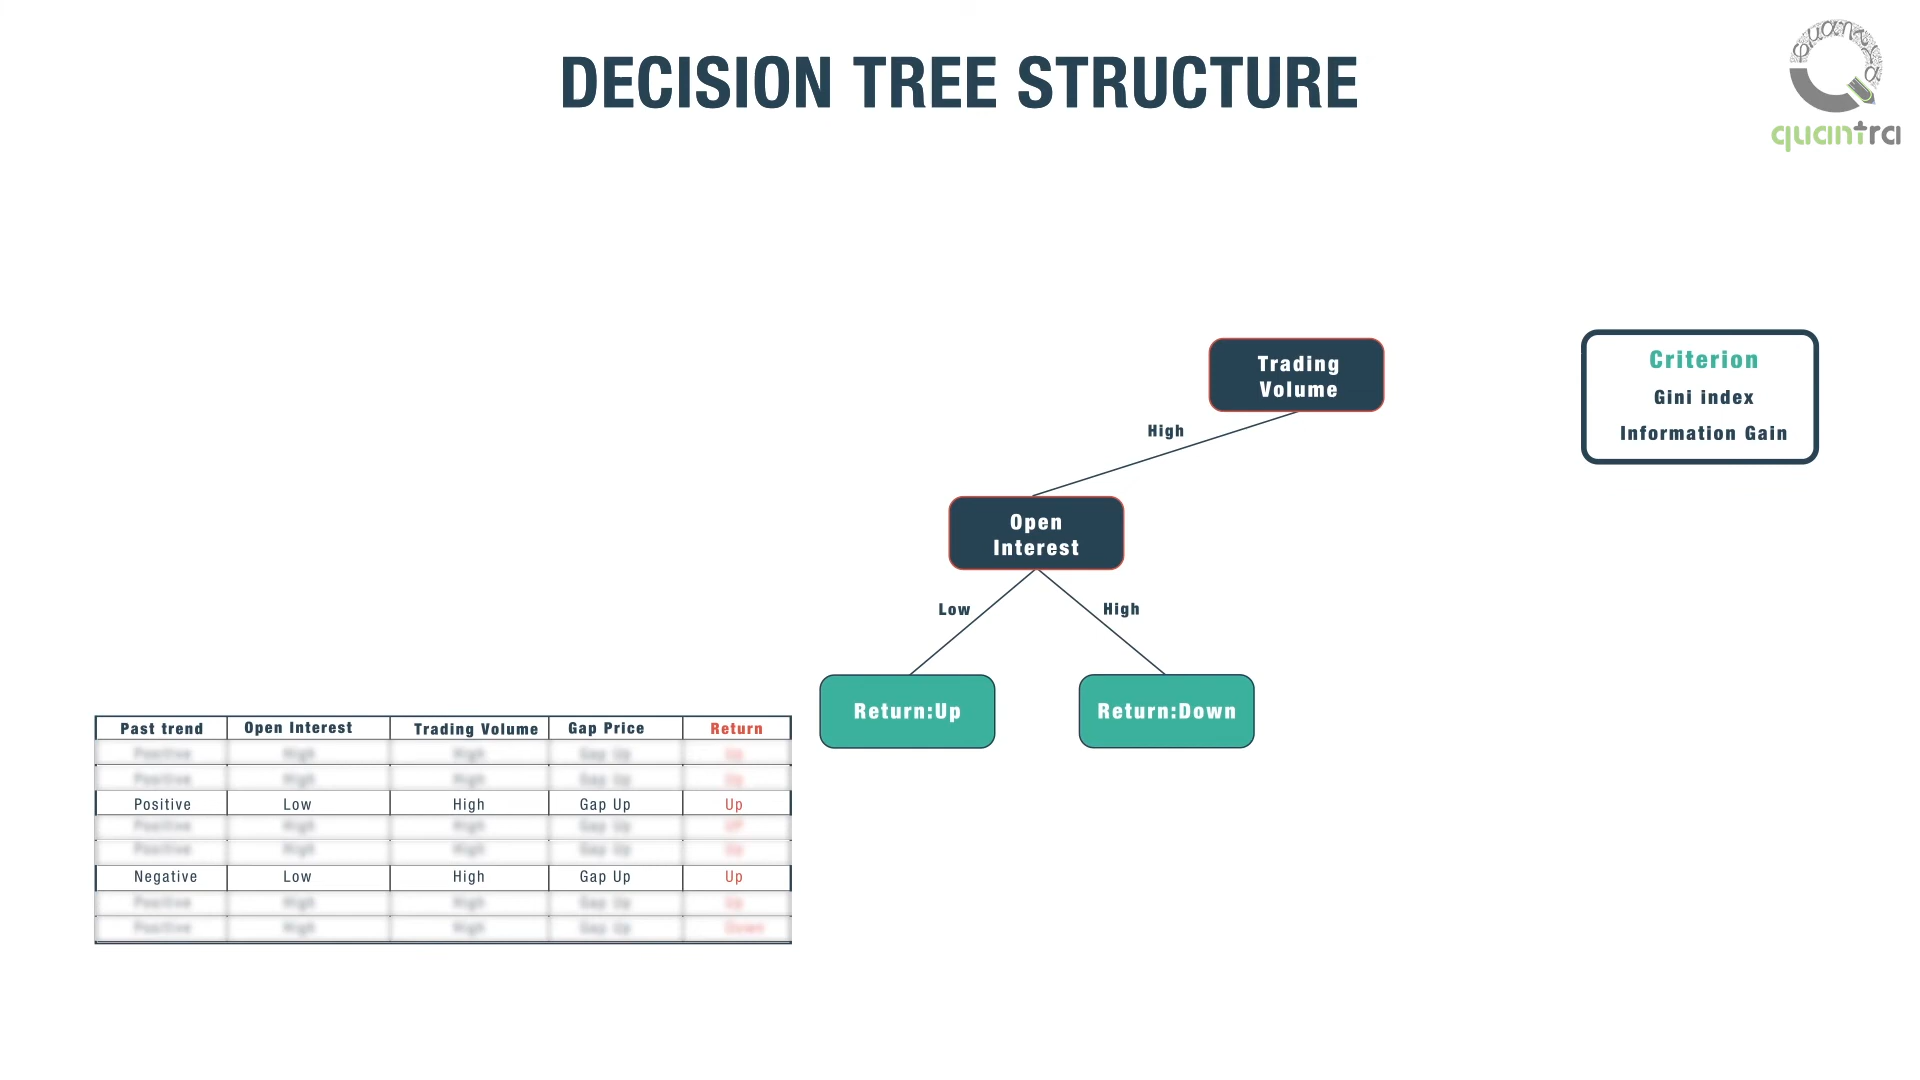 DECISION TREE STRUCTURE
quantra
Trading
Volume
High
Criterion
Gini index
Information Gain
Open
Interest
Low
High
Return:Up
Return:Down
Past trend Open Interest Trading Volume Gap Price Return
Positive High High Gap Up Up
Positive High High Gap Up Up
Positive Low High Gap Up Up
Positive High High Gap Up UP
Positive High High Gap Up Up
Negative Low High Gap Up Up
Positive High High Gap Up Up
Positive High High Gap Up Down